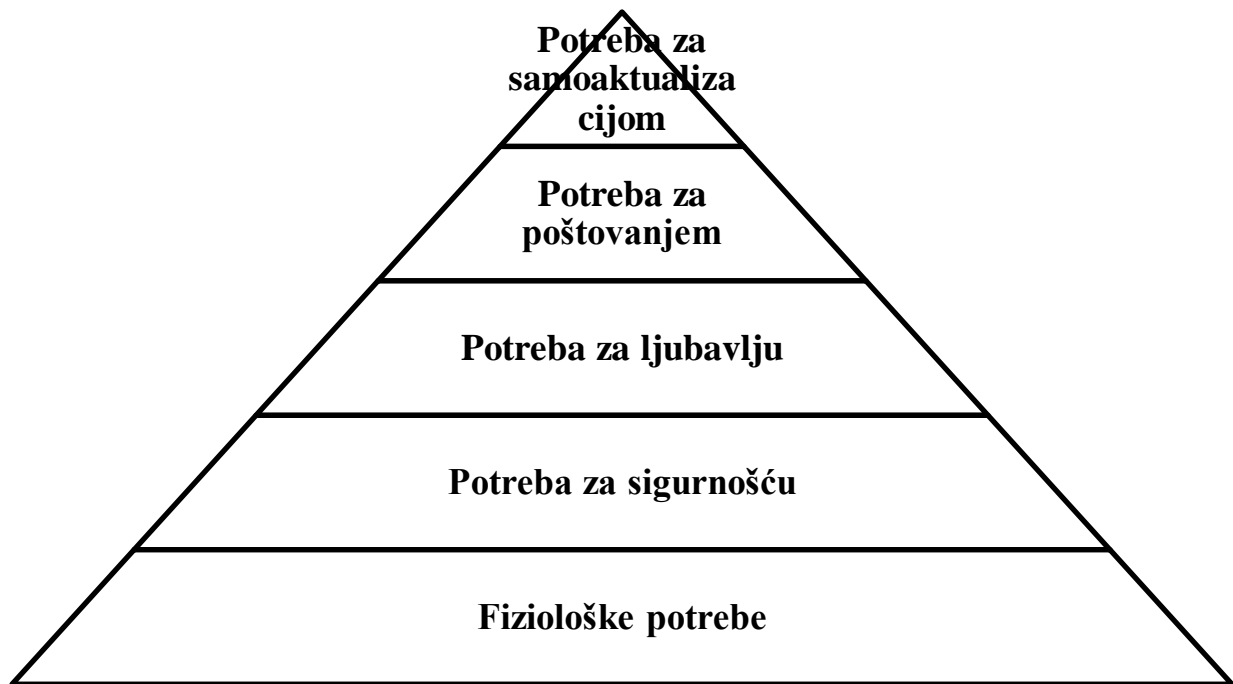 Potreba za
samoaktualiza
cijom
Potreba za
poštovanjem
Potreba za ljubavlju
Potreba za sigurnošću
Fiziološke potrebe